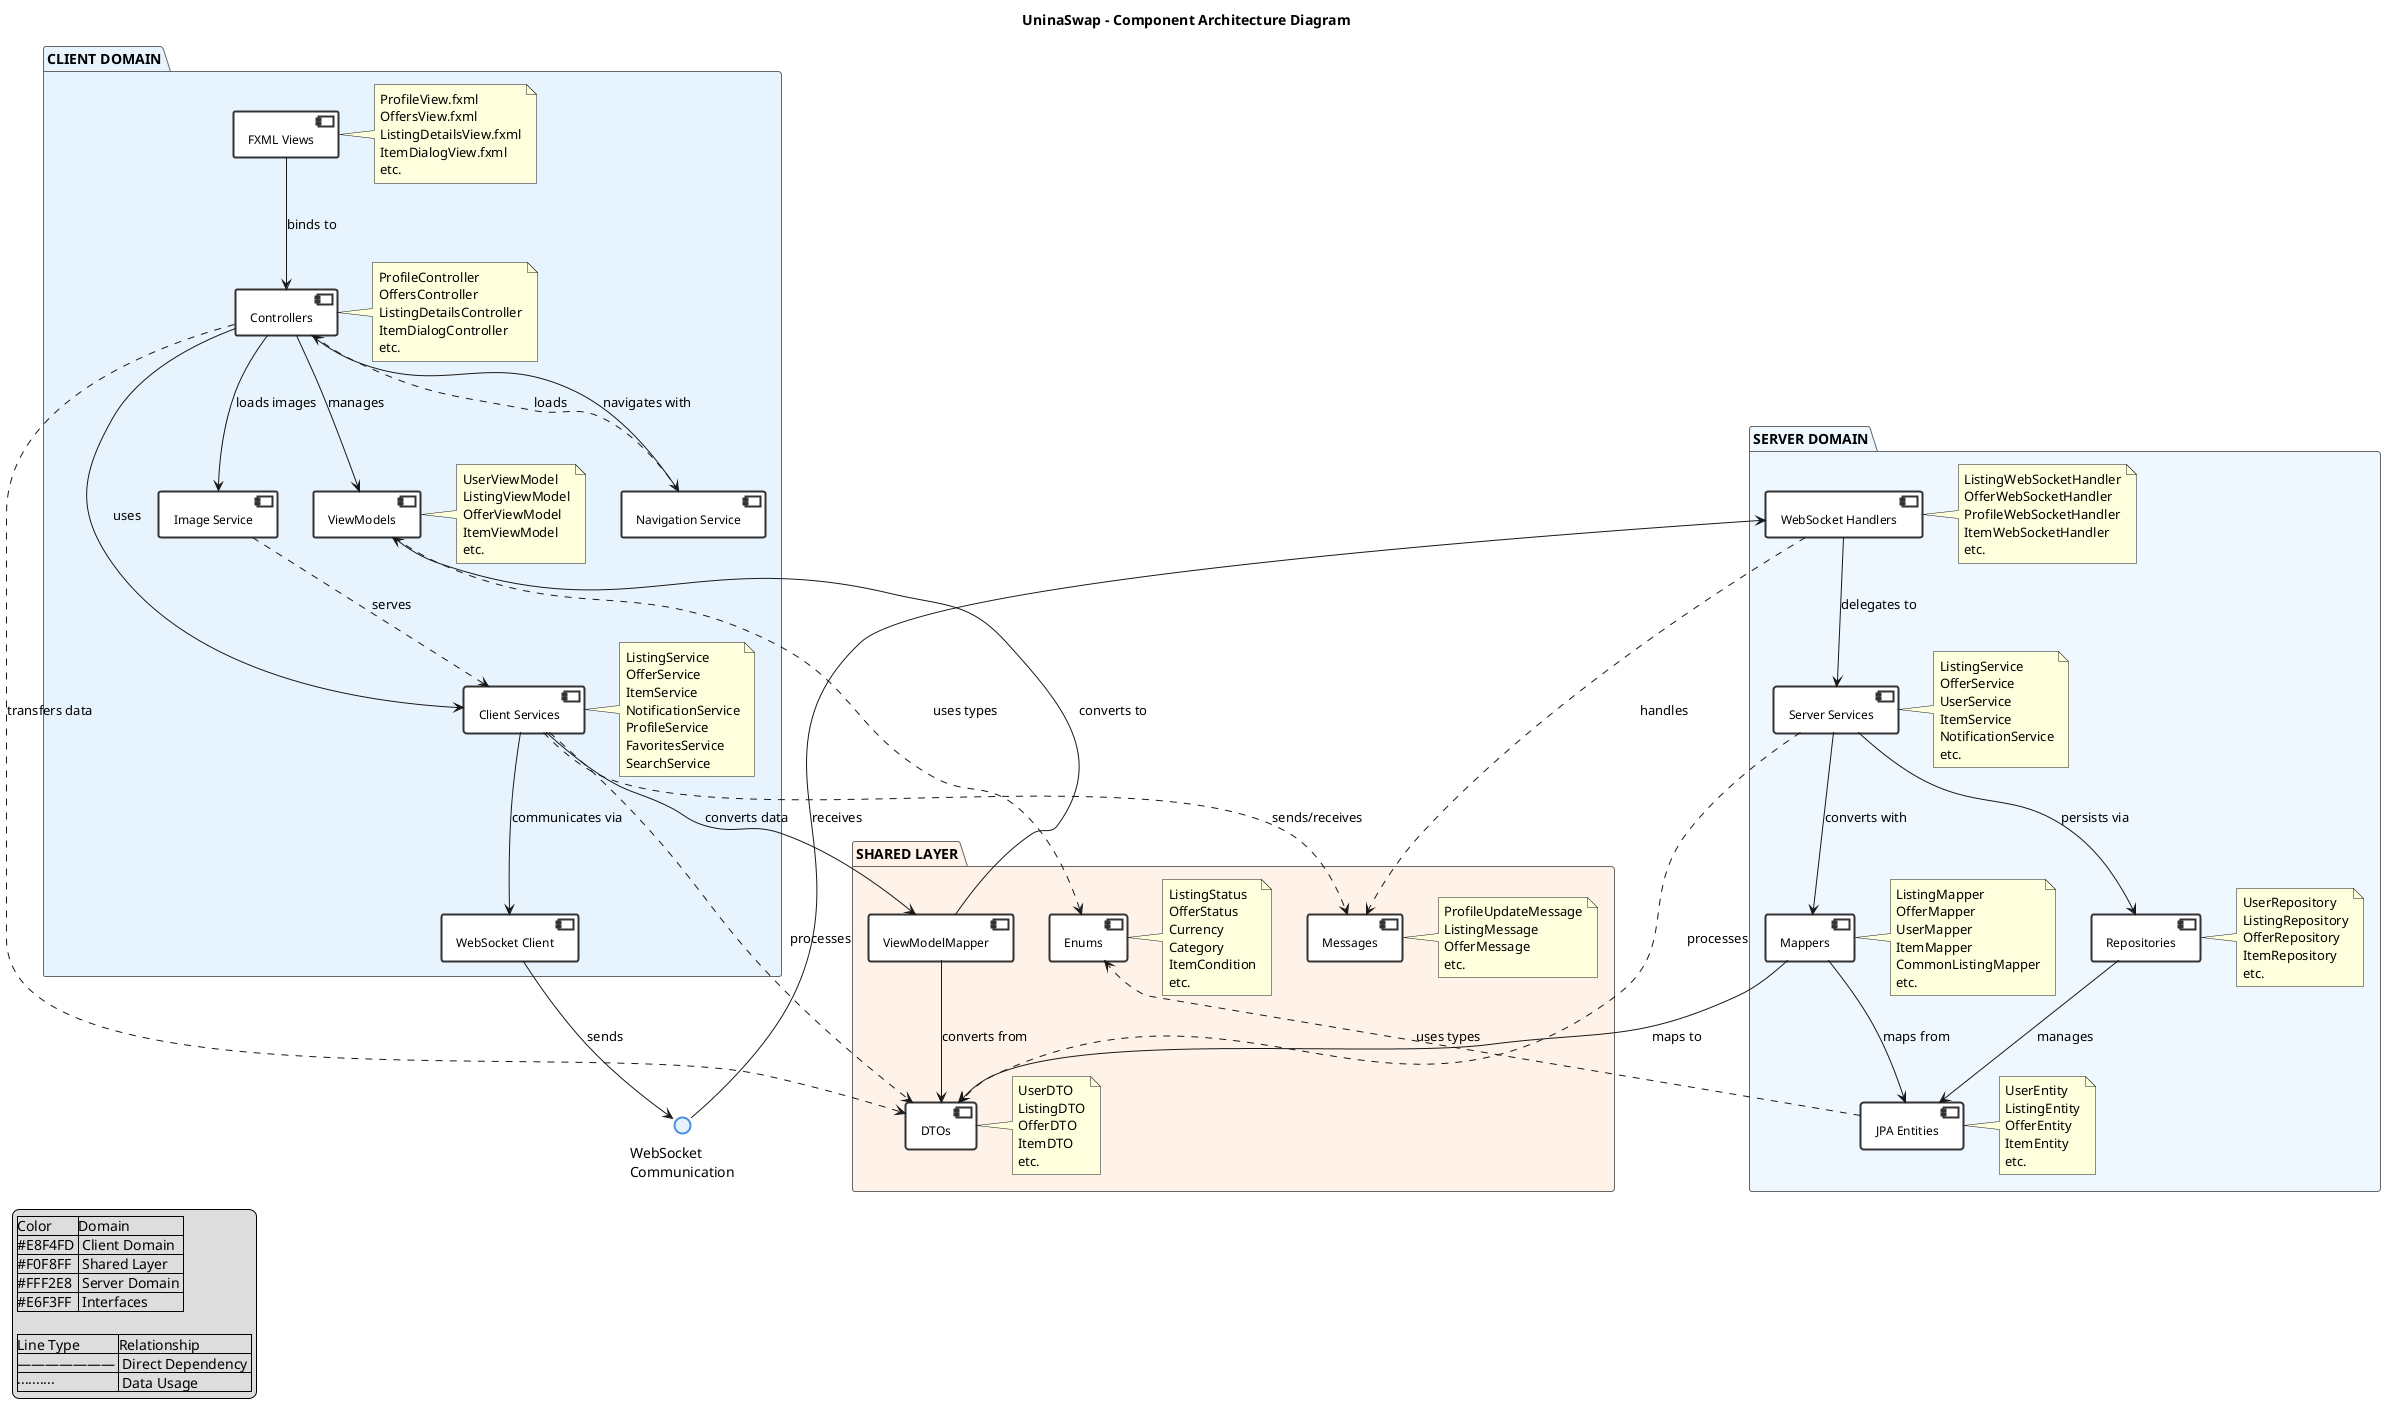 UninaSwap - Component Architecture Diagram
CLIENT DOMAIN
FXML Views
ProfileView.fxml
OffersView.fxml
ListingDetailsView.fxml
ItemDialogView.fxml
etc.
binds to
Controllers
ProfileController
OffersController
ListingDetailsController
ItemDialogController
etc.
loads images
manages
loads
navigates with
uses
Image Service
ViewModels
UserViewModel
ListingViewModel
OfferViewModel
ItemViewModel
etc.
Navigation Service
serves
Client Services
ListingService
OfferService
ItemService
NotificationService
ProfileService
FavoritesService
SearchService
transfers data
uses types
converts to
communicates via
converts data
receives
sends/receives
processes
WebSocket Client
sends
WebSocket
Communication
SHARED LAYER
ViewModelMapper
Enums
ListingStatus
OfferStatus
Currency
Category
ItemCondition
etc.
Messages
ProfileUpdateMessage
ListingMessage
OfferMessage
etc.
converts from
uses types
maps to
DTOs
UserDTO
ListingDTO
OfferDTO
ItemDTO
etc.
SERVER DOMAIN
WebSocket Handlers
ListingWebSocketHandler
OfferWebSocketHandler
ProfileWebSocketHandler
ItemWebSocketHandler
etc.
delegates to
handles
Server Services
ListingService
OfferService
UserService
ItemService
NotificationService
etc.
converts with
persists via
processes
Mappers
ListingMapper
OfferMapper
UserMapper
ItemMapper
CommonListingMapper
etc.
Repositories
UserRepository
ListingRepository
OfferRepository
ItemRepository
etc.
maps from
manages
JPA Entities
UserEntity
ListingEntity
OfferEntity
ItemEntity
etc.
Color Domain
#E8F4FD Client Domain
#F0F8FF Shared Layer
#FFF2E8 Server Domain
#E6F3FF Interfaces
Line Type Relationship
——————— Direct Dependency
·········· Data Usage